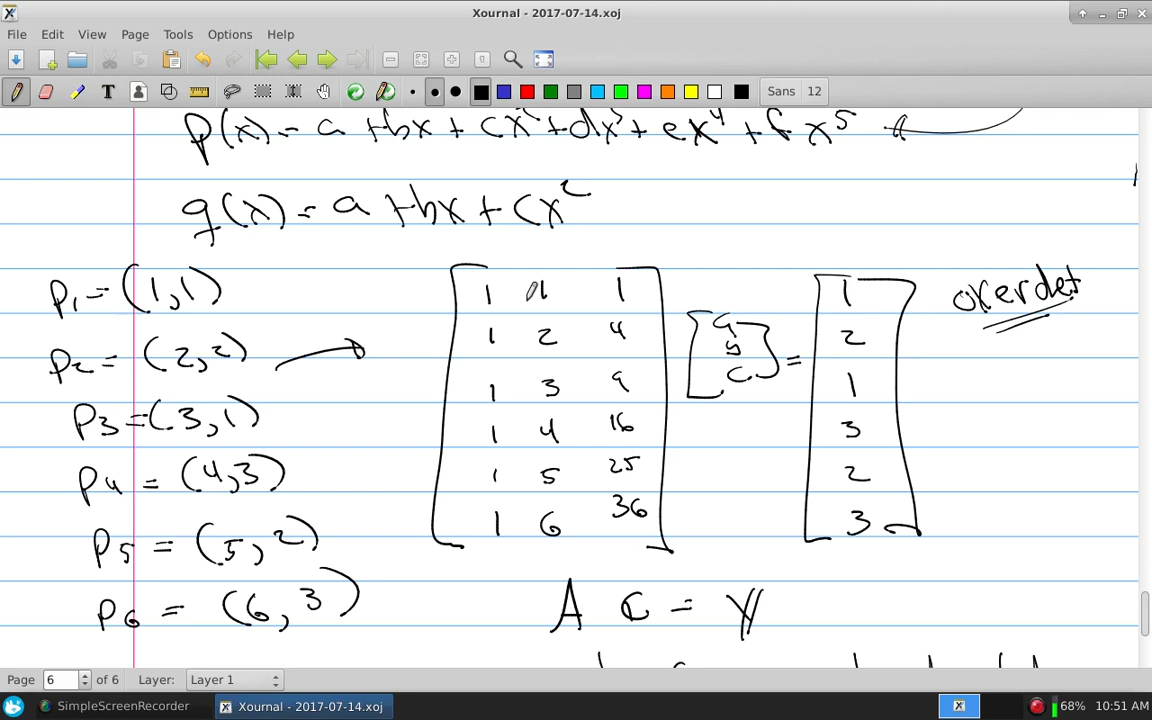 Xournal - 2017-07-14.xoj
File Edit View Page Tools Options Help
Sans 12
p(x) = a + bx + cx² + dx³ + ex⁴ + fx⁵
q(x) = a + bx + cx²
p₁ = (1,1)
p₂ = (2,2)
p₃ = (3,1)
p₄ = (4,3)
p₅ = (5,2)
p₆ = (6,3)
1 1 1
1 2 4
1 3 9
1 4 16
1 5 25
1 6 36
a
b
c
=
1
2
1
3
2
3
overdet
A C = Y
Page 6 of 6 Layer: Layer 1
SimpleScreenRecorder Xournal - 2017-07-14.xoj 68% 10:51 AM